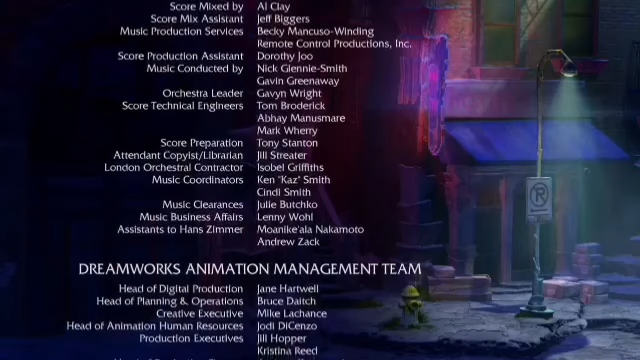 Score Mixed by Al Clay
Score Mix Assistant Jeff Biggers
Music Production Services Becky Mancuso-Winding
Remote Control Productions, Inc.
Score Production Assistant Dorothy Joo
Music Conducted by Nick Glennie-Smith
Gavin Greenaway
Orchestra Leader Gavyn Wright
Score Technical Engineers Tom Broderick
Abhay Manusmare
Mark Wherry
Score Preparation Tony Stanton
Attendant Copyist/Librarian Jill Streater
London Orchestral Contractor Isobel Griffiths
Music Coordinators Ken "Kaz" Smith
Cindi Smith
Music Clearances Julie Butchko
Music Business Affairs Lenny Wohl
Assistants to Hans Zimmer Moanike'ala Nakamoto
Andrew Zack
DREAMWORKS ANIMATION MANAGEMENT TEAM
Head of Digital Production Jane Hartwell
Head of Planning & Operations Bruce Daitch
Creative Executive Mike Lachance
Head of Animation Human Resources Jodi DiCenzo
Production Executives Jill Hopper
Kristina Reed